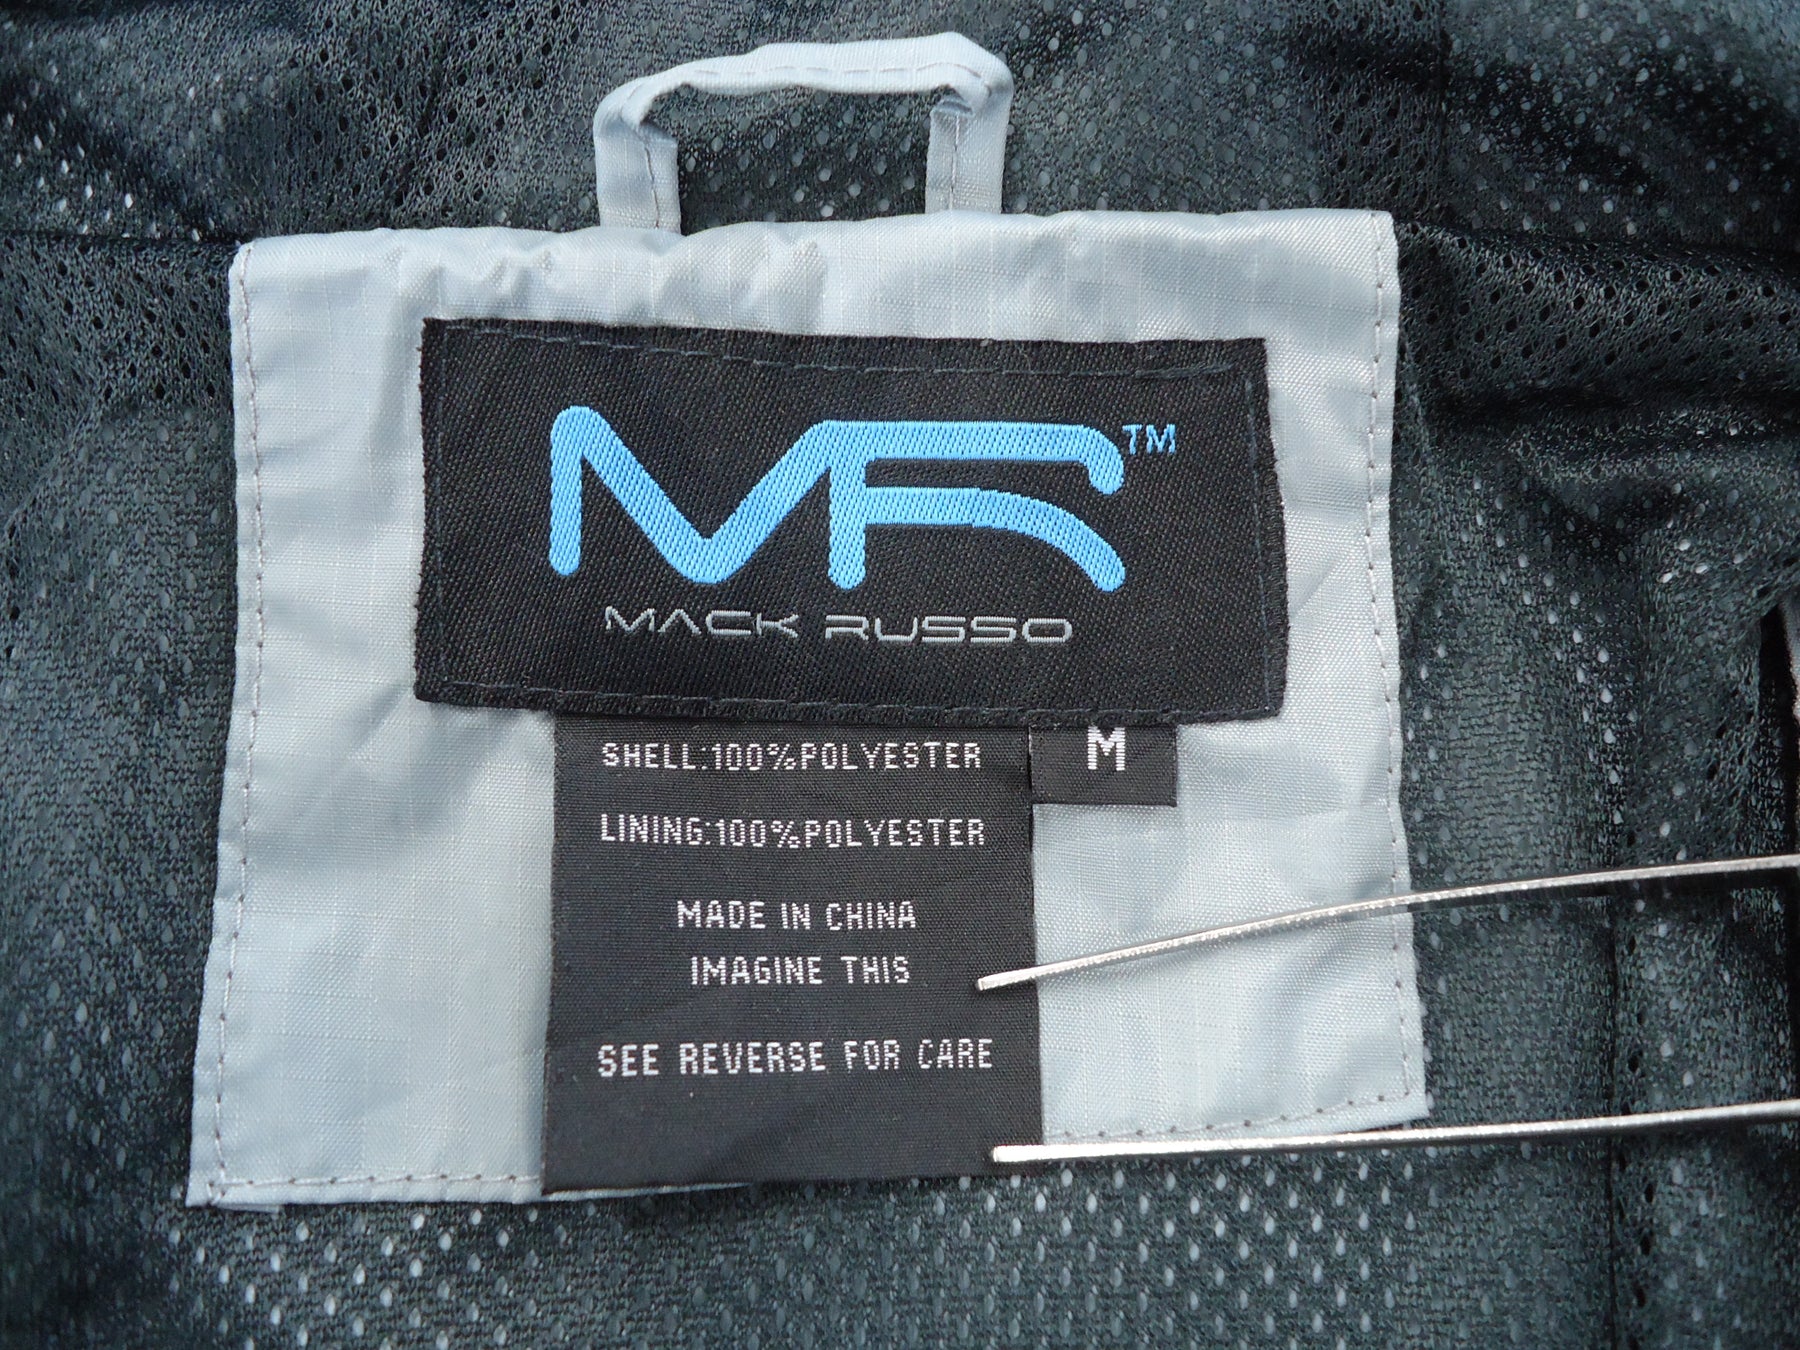 MR™
MACK RUSSO
SHELL:100%POLYESTER
M
LINING:100%POLYESTER
MADE IN CHINA
IMAGINE THIS
SEE REVERSE FOR CARE